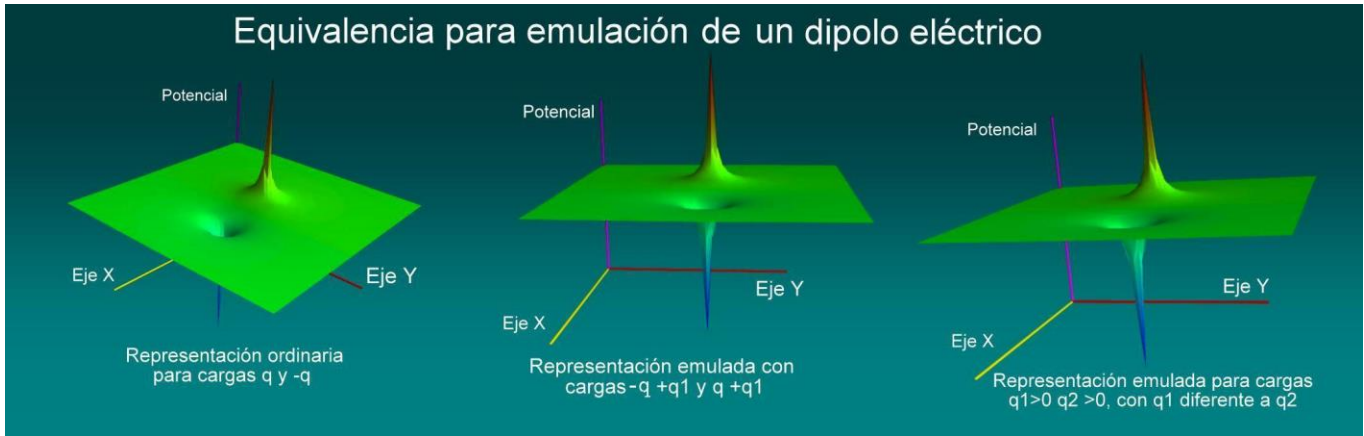 Equivalencia para emulación de un dipolo eléctrico
Potencial
Eje X
Eje Y
Representación ordinaria
para cargas q y -q
Potencial
Eje Y
Eje X
Representación emulada con
cargas-q +q1 y q +q1
Potencial
Eje Y
Eje X
Representación emulada para cargas
q1>0 q2 >0, con q1 diferente a q2